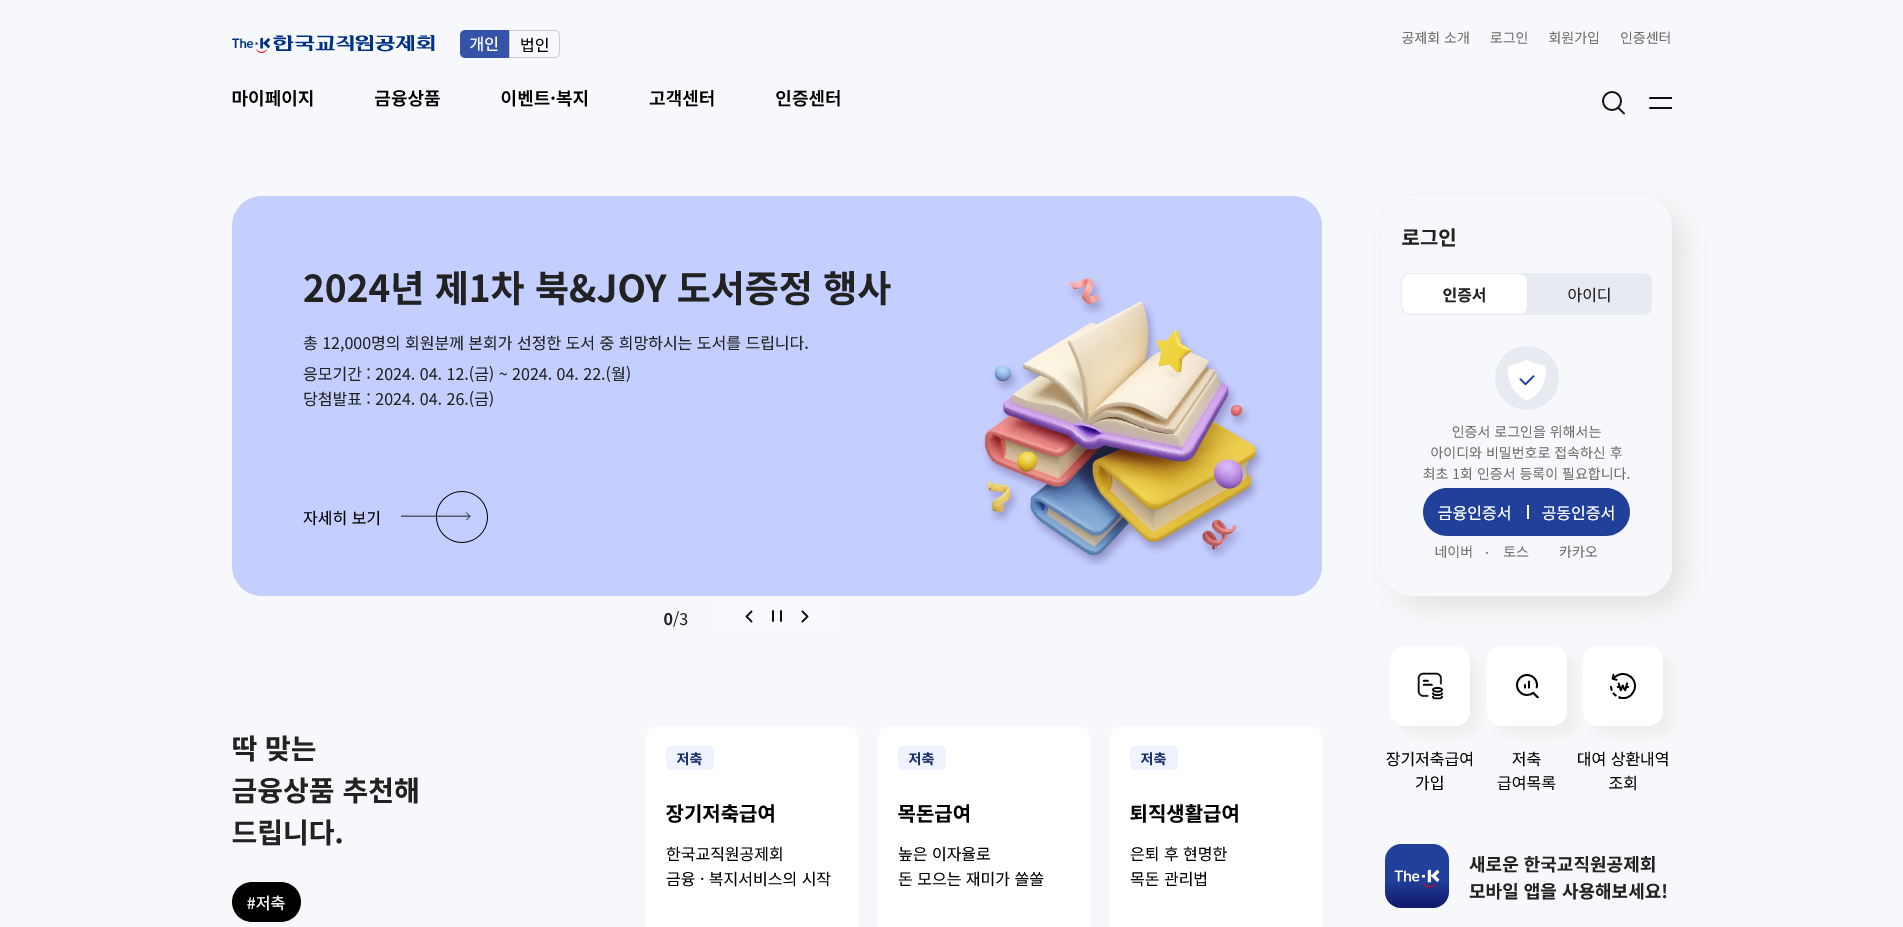 The·K 한국교직원공제회
개인 법인
공제회 소개 로그인 회원가입 인증센터
마이페이지 금융상품 이벤트·복지 고객센터 인증센터
2024년 제1차 북&JOY 도서증정 행사
총 12,000명의 회원분께 본회가 선정한 도서 중 희망하시는 도서를 드립니다.
응모기간 : 2024. 04. 12.(금) ~ 2024. 04. 22.(월)
당첨발표 : 2024. 04. 26.(금)
자세히 보기
0/3
로그인
인증서 아이디
인증서 로그인을 위해서는
아이디와 비밀번호로 접속하신 후
최초 1회 인증서 등록이 필요합니다.
금융인증서 공동인증서
네이버 · 토스 카카오
장기저축급여
가입
저축
급여목록
대여 상환내역
조회
딱 맞는
금융상품 추천해
드립니다.
#저축
저축
장기저축급여
한국교직원공제회
금융 · 복지서비스의 시작
저축
목돈급여
높은 이자율로
돈 모으는 재미가 쏠쏠
저축
퇴직생활급여
은퇴 후 현명한
목돈 관리법
The·K
새로운 한국교직원공제회
모바일 앱을 사용해보세요!